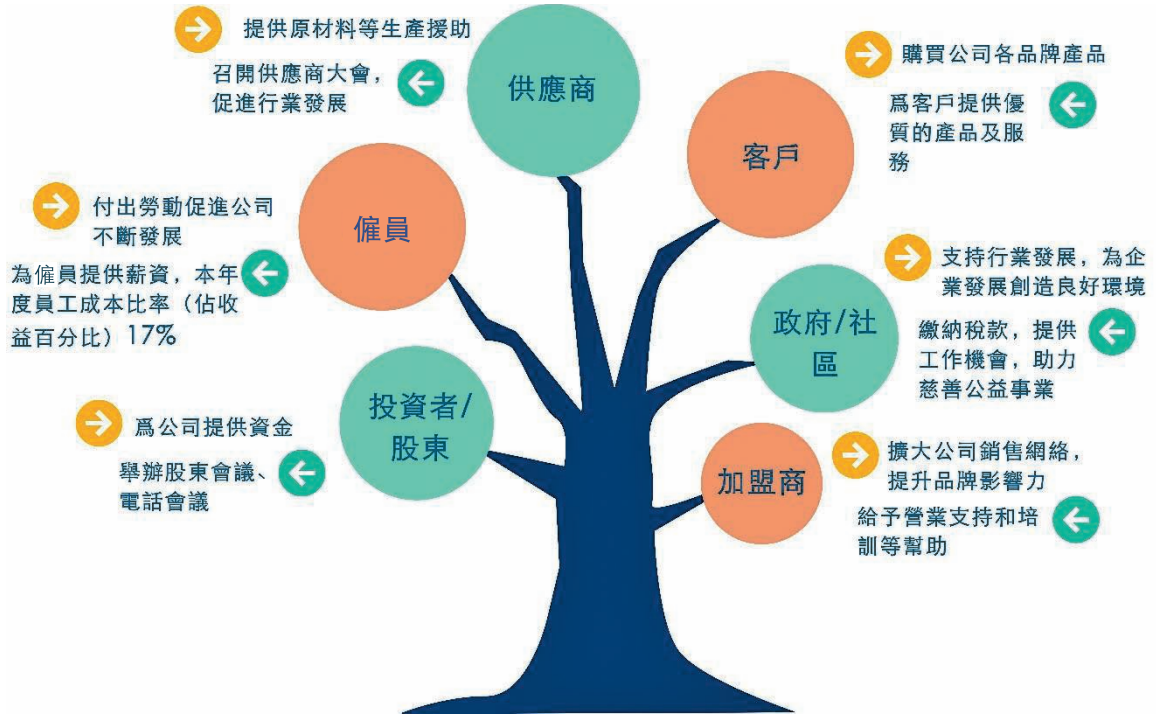 提供原材料等生產援助
召開供應商大會，
促進行業發展
供應商
購買公司各品牌產品
爲客戶提供優
質的產品及服
務
客戶
付出勞動促進公司
不斷發展
為僱員提供薪資，本年
度員工成本比率（佔收
益百分比）17%
僱員
支持行業發展，為企
業發展創造良好環境
繳納稅款，提供
工作機會，助力
慈善公益事業
政府/社
區
爲公司提供資金
舉辦股東會議、
電話會議
投資者/
股東
擴大公司銷售網絡，
提升品牌影響力
給予營業支持和培
訓等幫助
加盟商